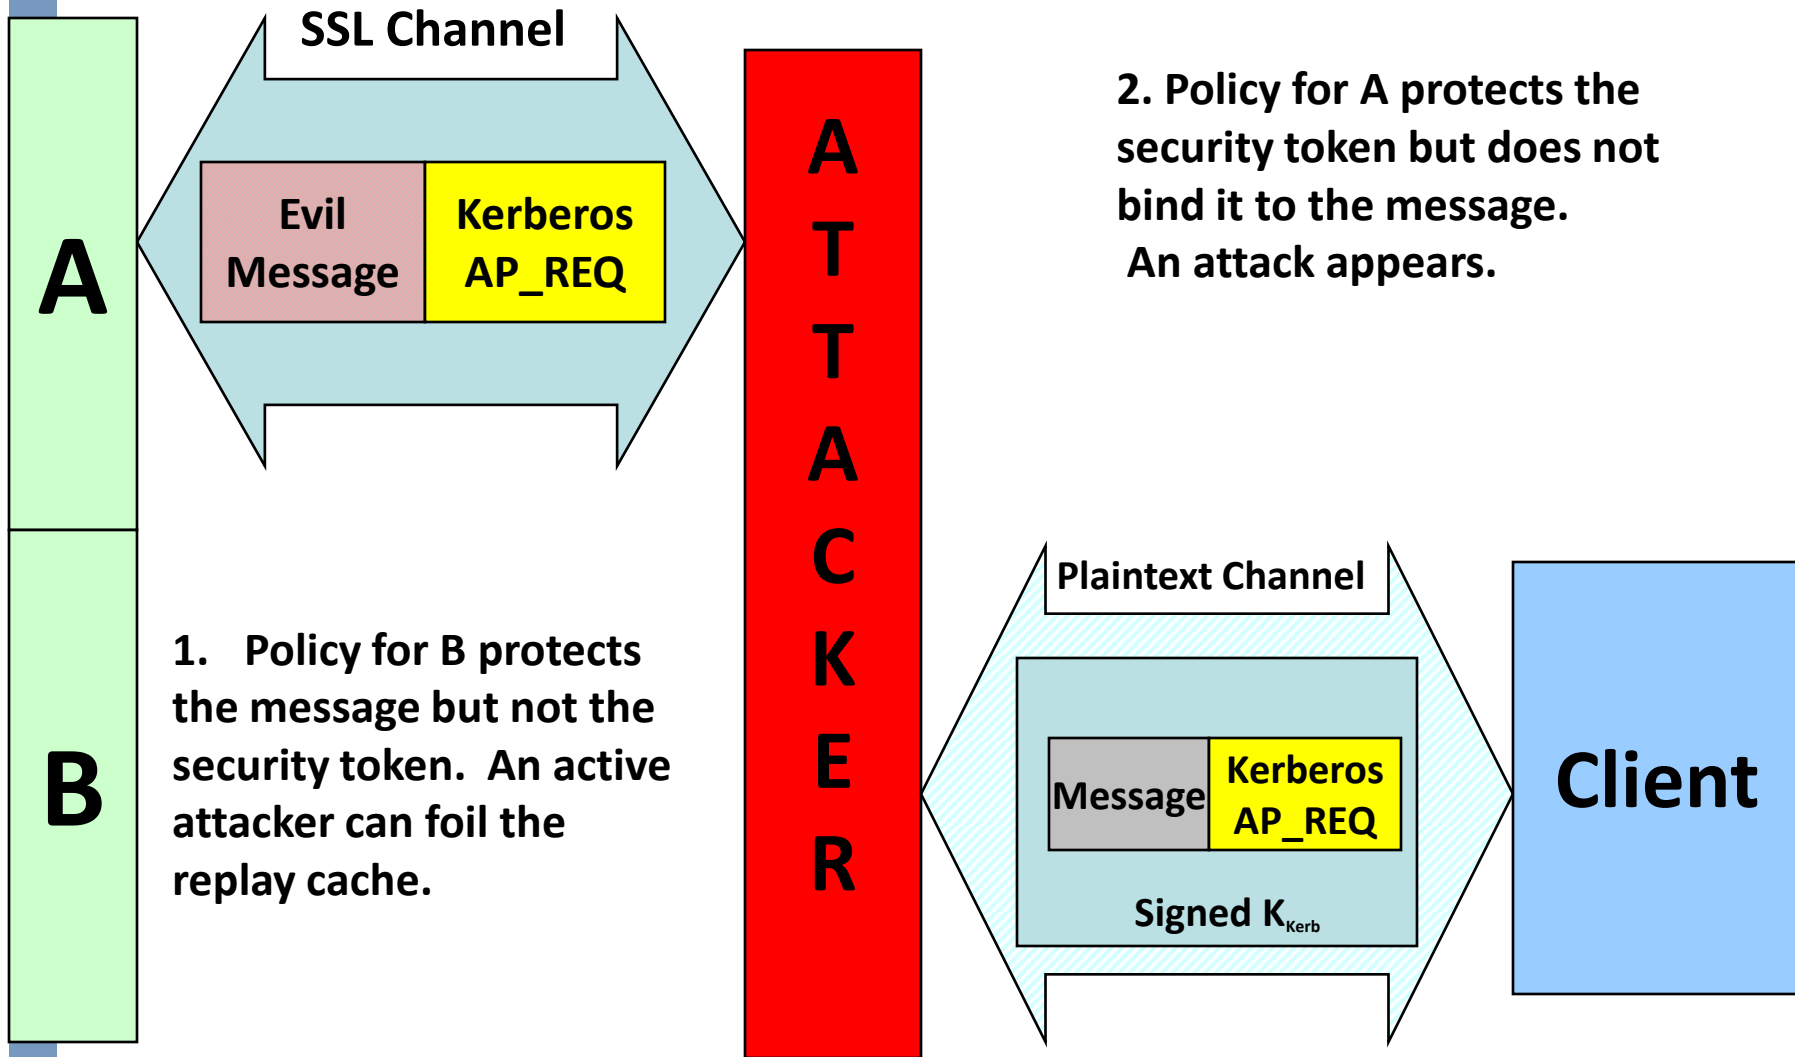 SSL Channel
A
Evil
Message
Kerberos
AP_REQ
A
T
T
A
C
K
E
R
2. Policy for A protects the
security token but does not
bind it to the message.
An attack appears.
B
1. Policy for B protects
the message but not the
security token. An active
attacker can foil the
replay cache.
Plaintext Channel
Message
Kerberos
AP_REQ
Signed K_Kerb
Client